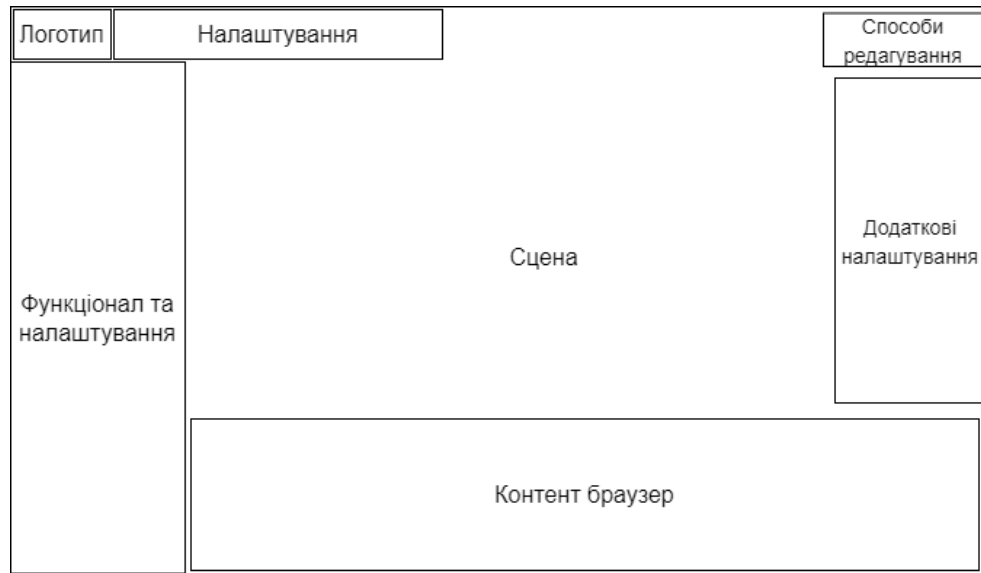 Логотип
Налаштування
Способи
редагування
Функціонал та
налаштування
Сцена
Додаткові
налаштування
Контент браузер